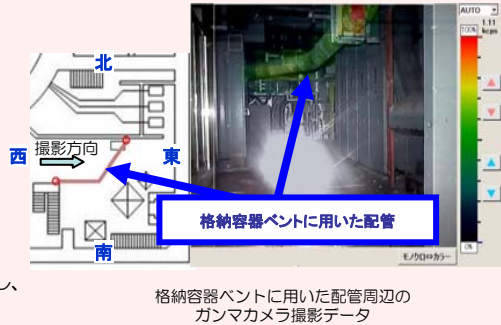 北
西
撮影方向
東
南
格納容器ベントに用いた配管
AUTO
1.11
kcps
100%
0%
モノクロ⇔カラー
し、
格納容器ベントに用いた配管周辺の
ガンマカメラ撮影データ